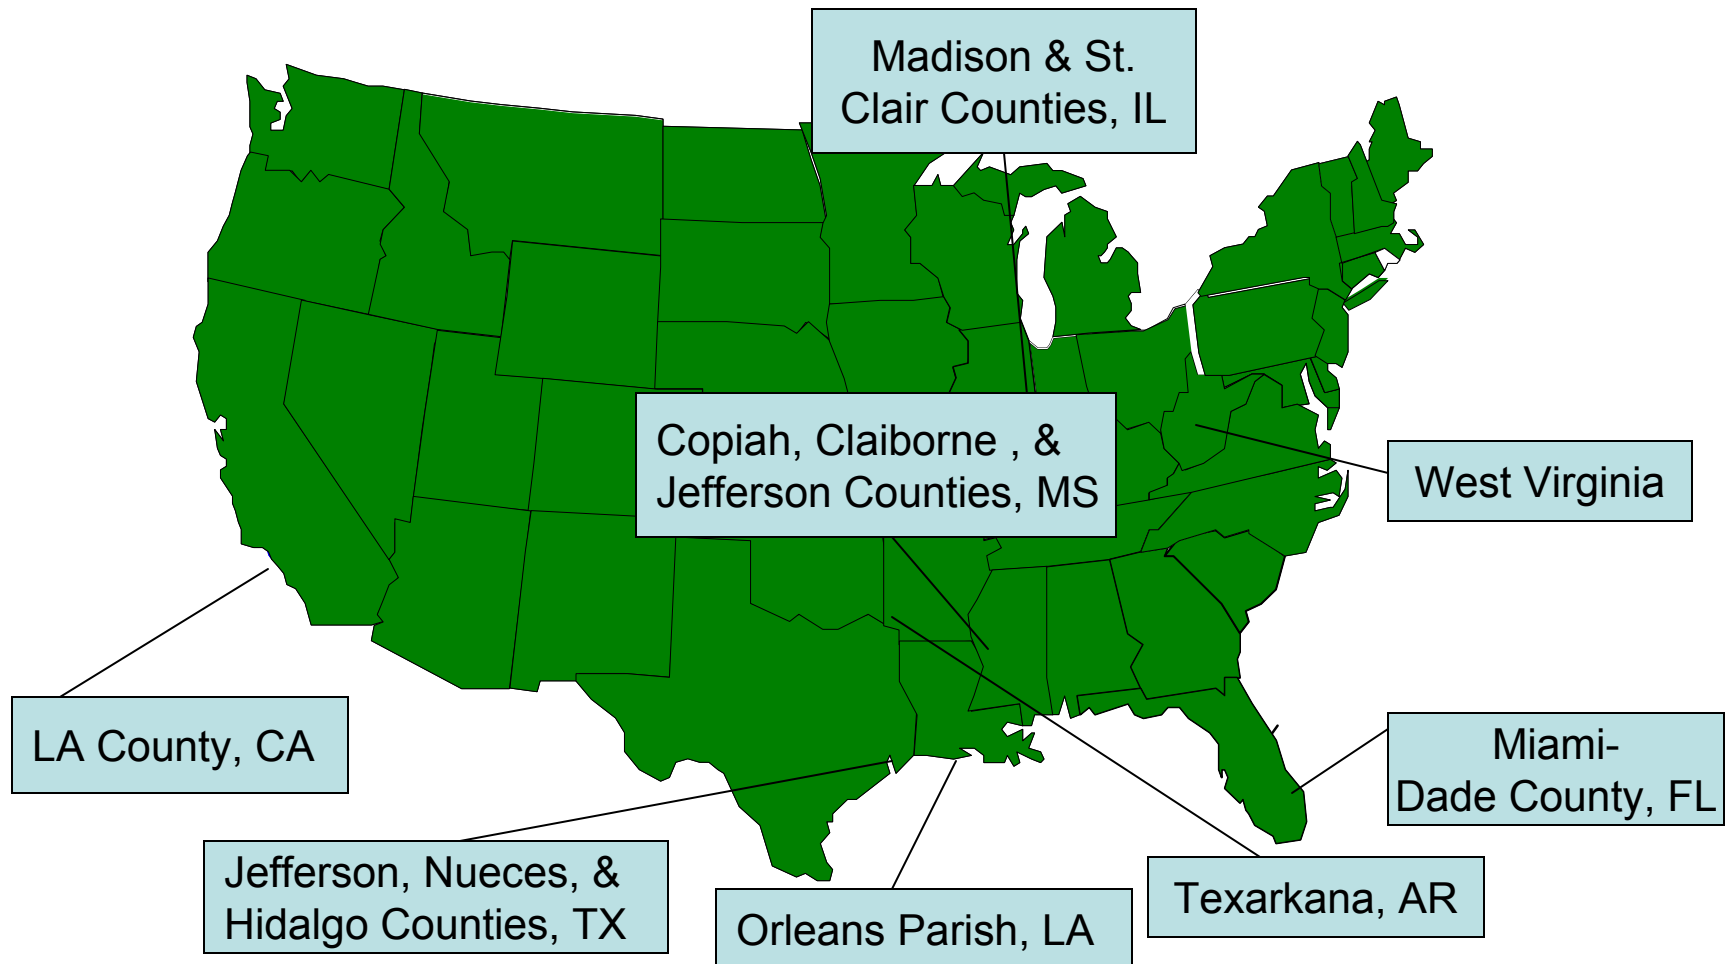 Madison & St.
Clair Counties, IL
Copiah, Claiborne , &
Jefferson Counties, MS
West Virginia
LA County, CA
Miami-
Dade County, FL
Jefferson, Nueces, &
Hidalgo Counties, TX
Texarkana, AR
Orleans Parish, LA